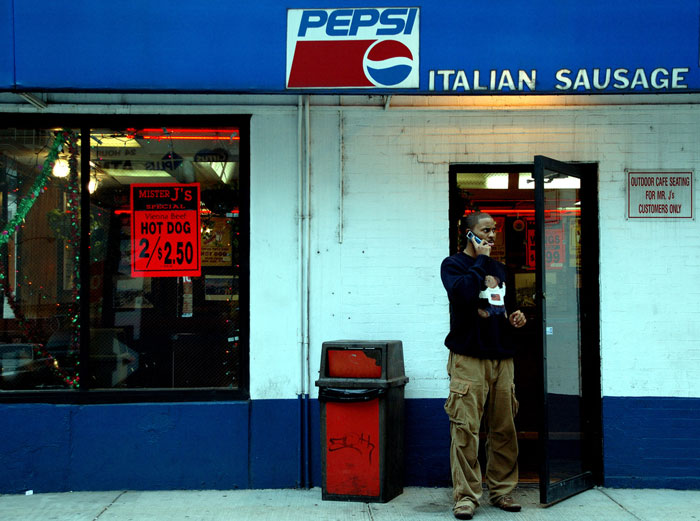 PEPSI
ITALIAN SAUSAGE
MISTER J'S
SPECIAL
Vienna Beef
HOT DOG
2/$2.50
OUTDOOR CAFE SEATING
FOR MR. J's
CUSTOMERS ONLY